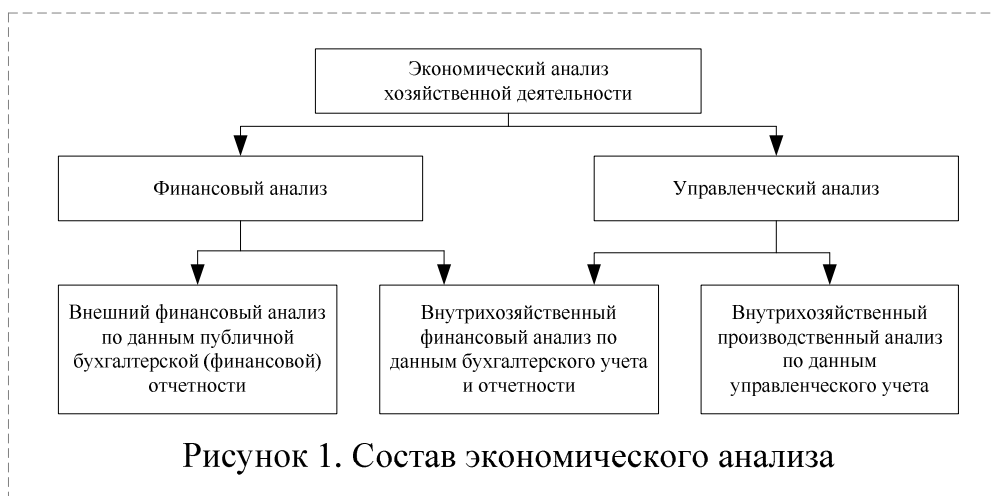 Экономический анализ
хозяйственной деятельности
Финансовый анализ
Управленческий анализ
Внешний финансовый анализ
по данным публичной
бухгалтерской (финансовой)
отчетности
Внутрихозяйственный
финансовый анализ по
данным бухгалтерского учета
и отчетности
Внутрихозяйственный
производственный анализ
по данным
управленческого учета
Рисунок 1. Состав экономического анализа